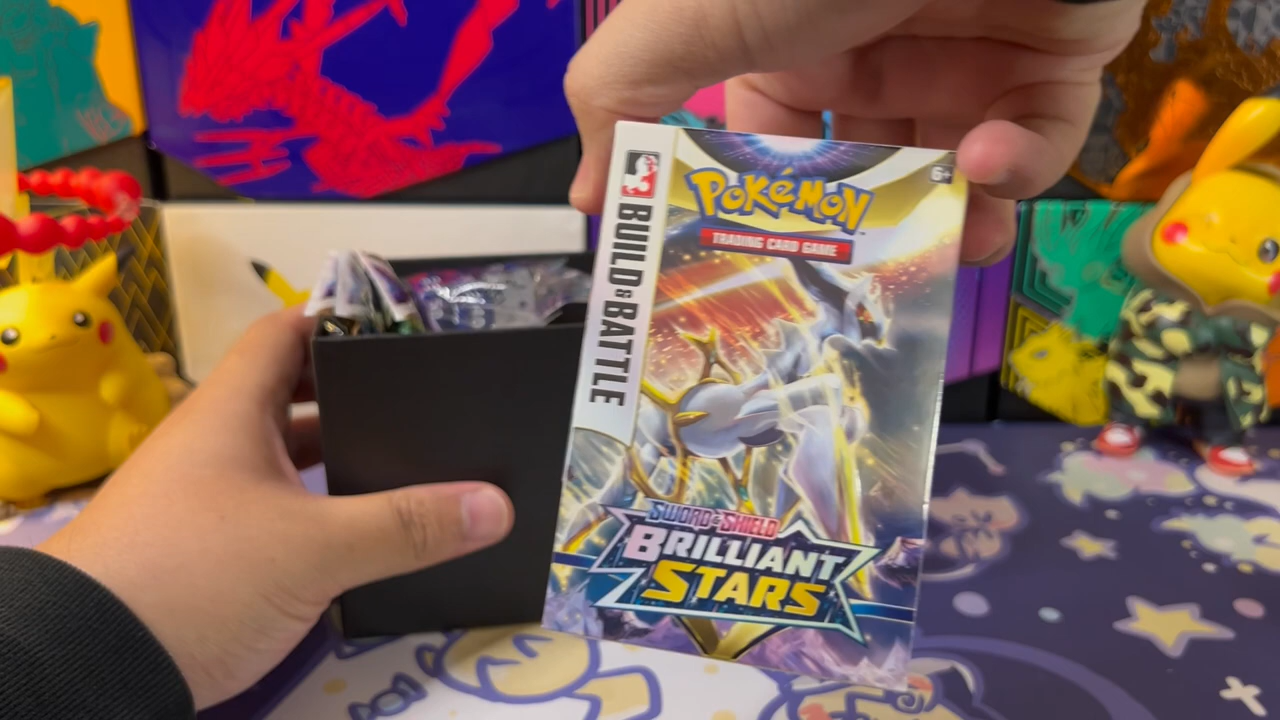 BUILD & BATTLE
POKéMON
TRADING CARD GAME
6+
SWORD & SHIELD
BRILLIANT
STARS